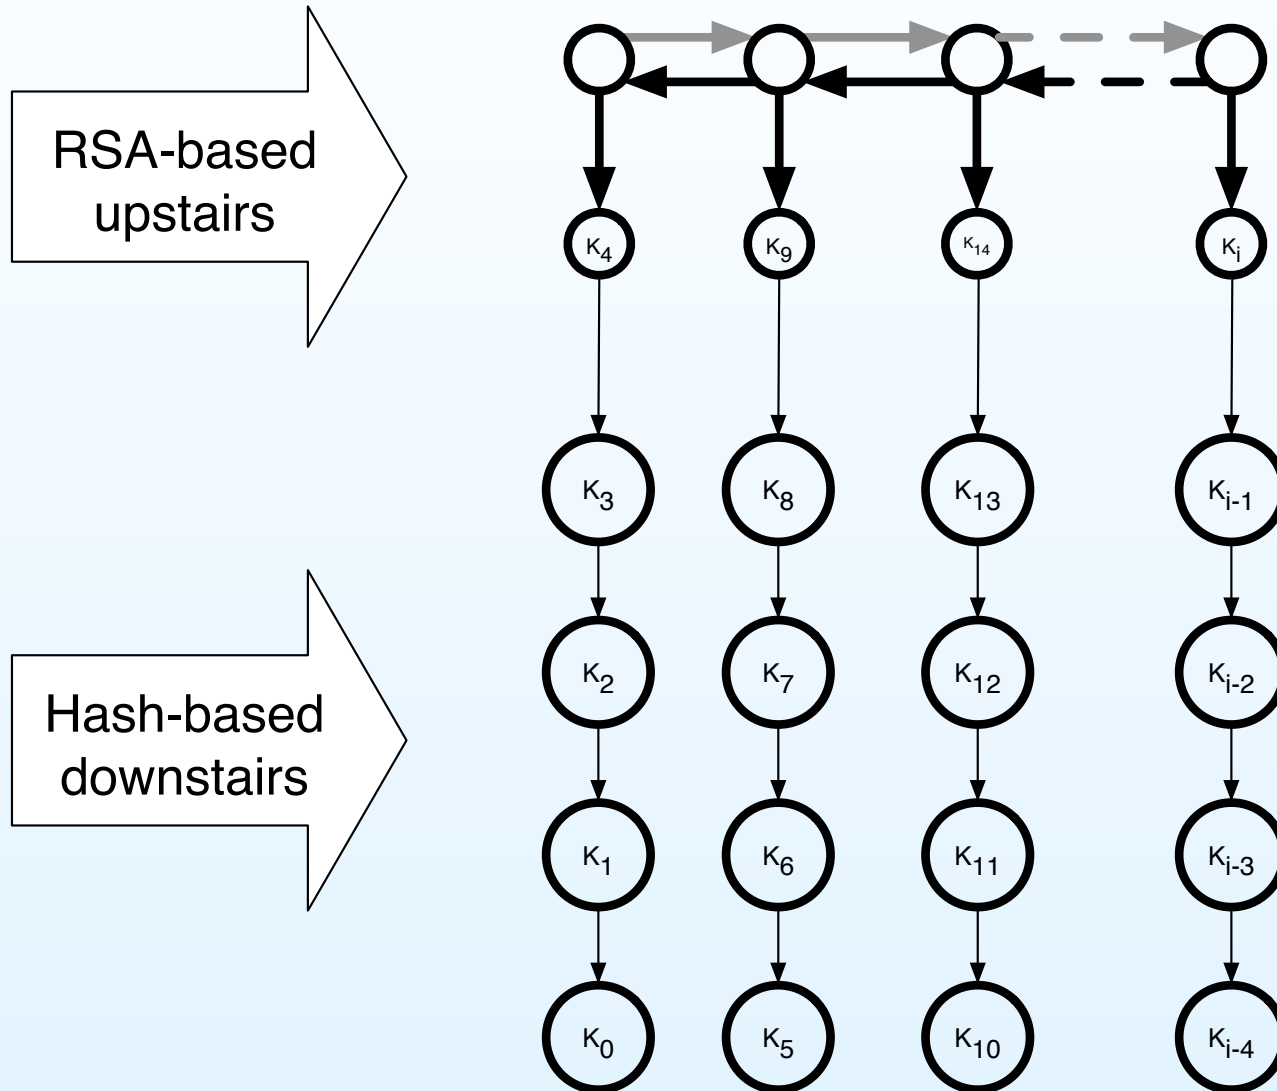 RSA-based
upstairs
K4 K9 K14 Ki
K3 K8 K13 Ki-1
Hash-based
downstairs
K2 K7 K12 Ki-2
K1 K6 K11 Ki-3
K0 K5 K10 Ki-4